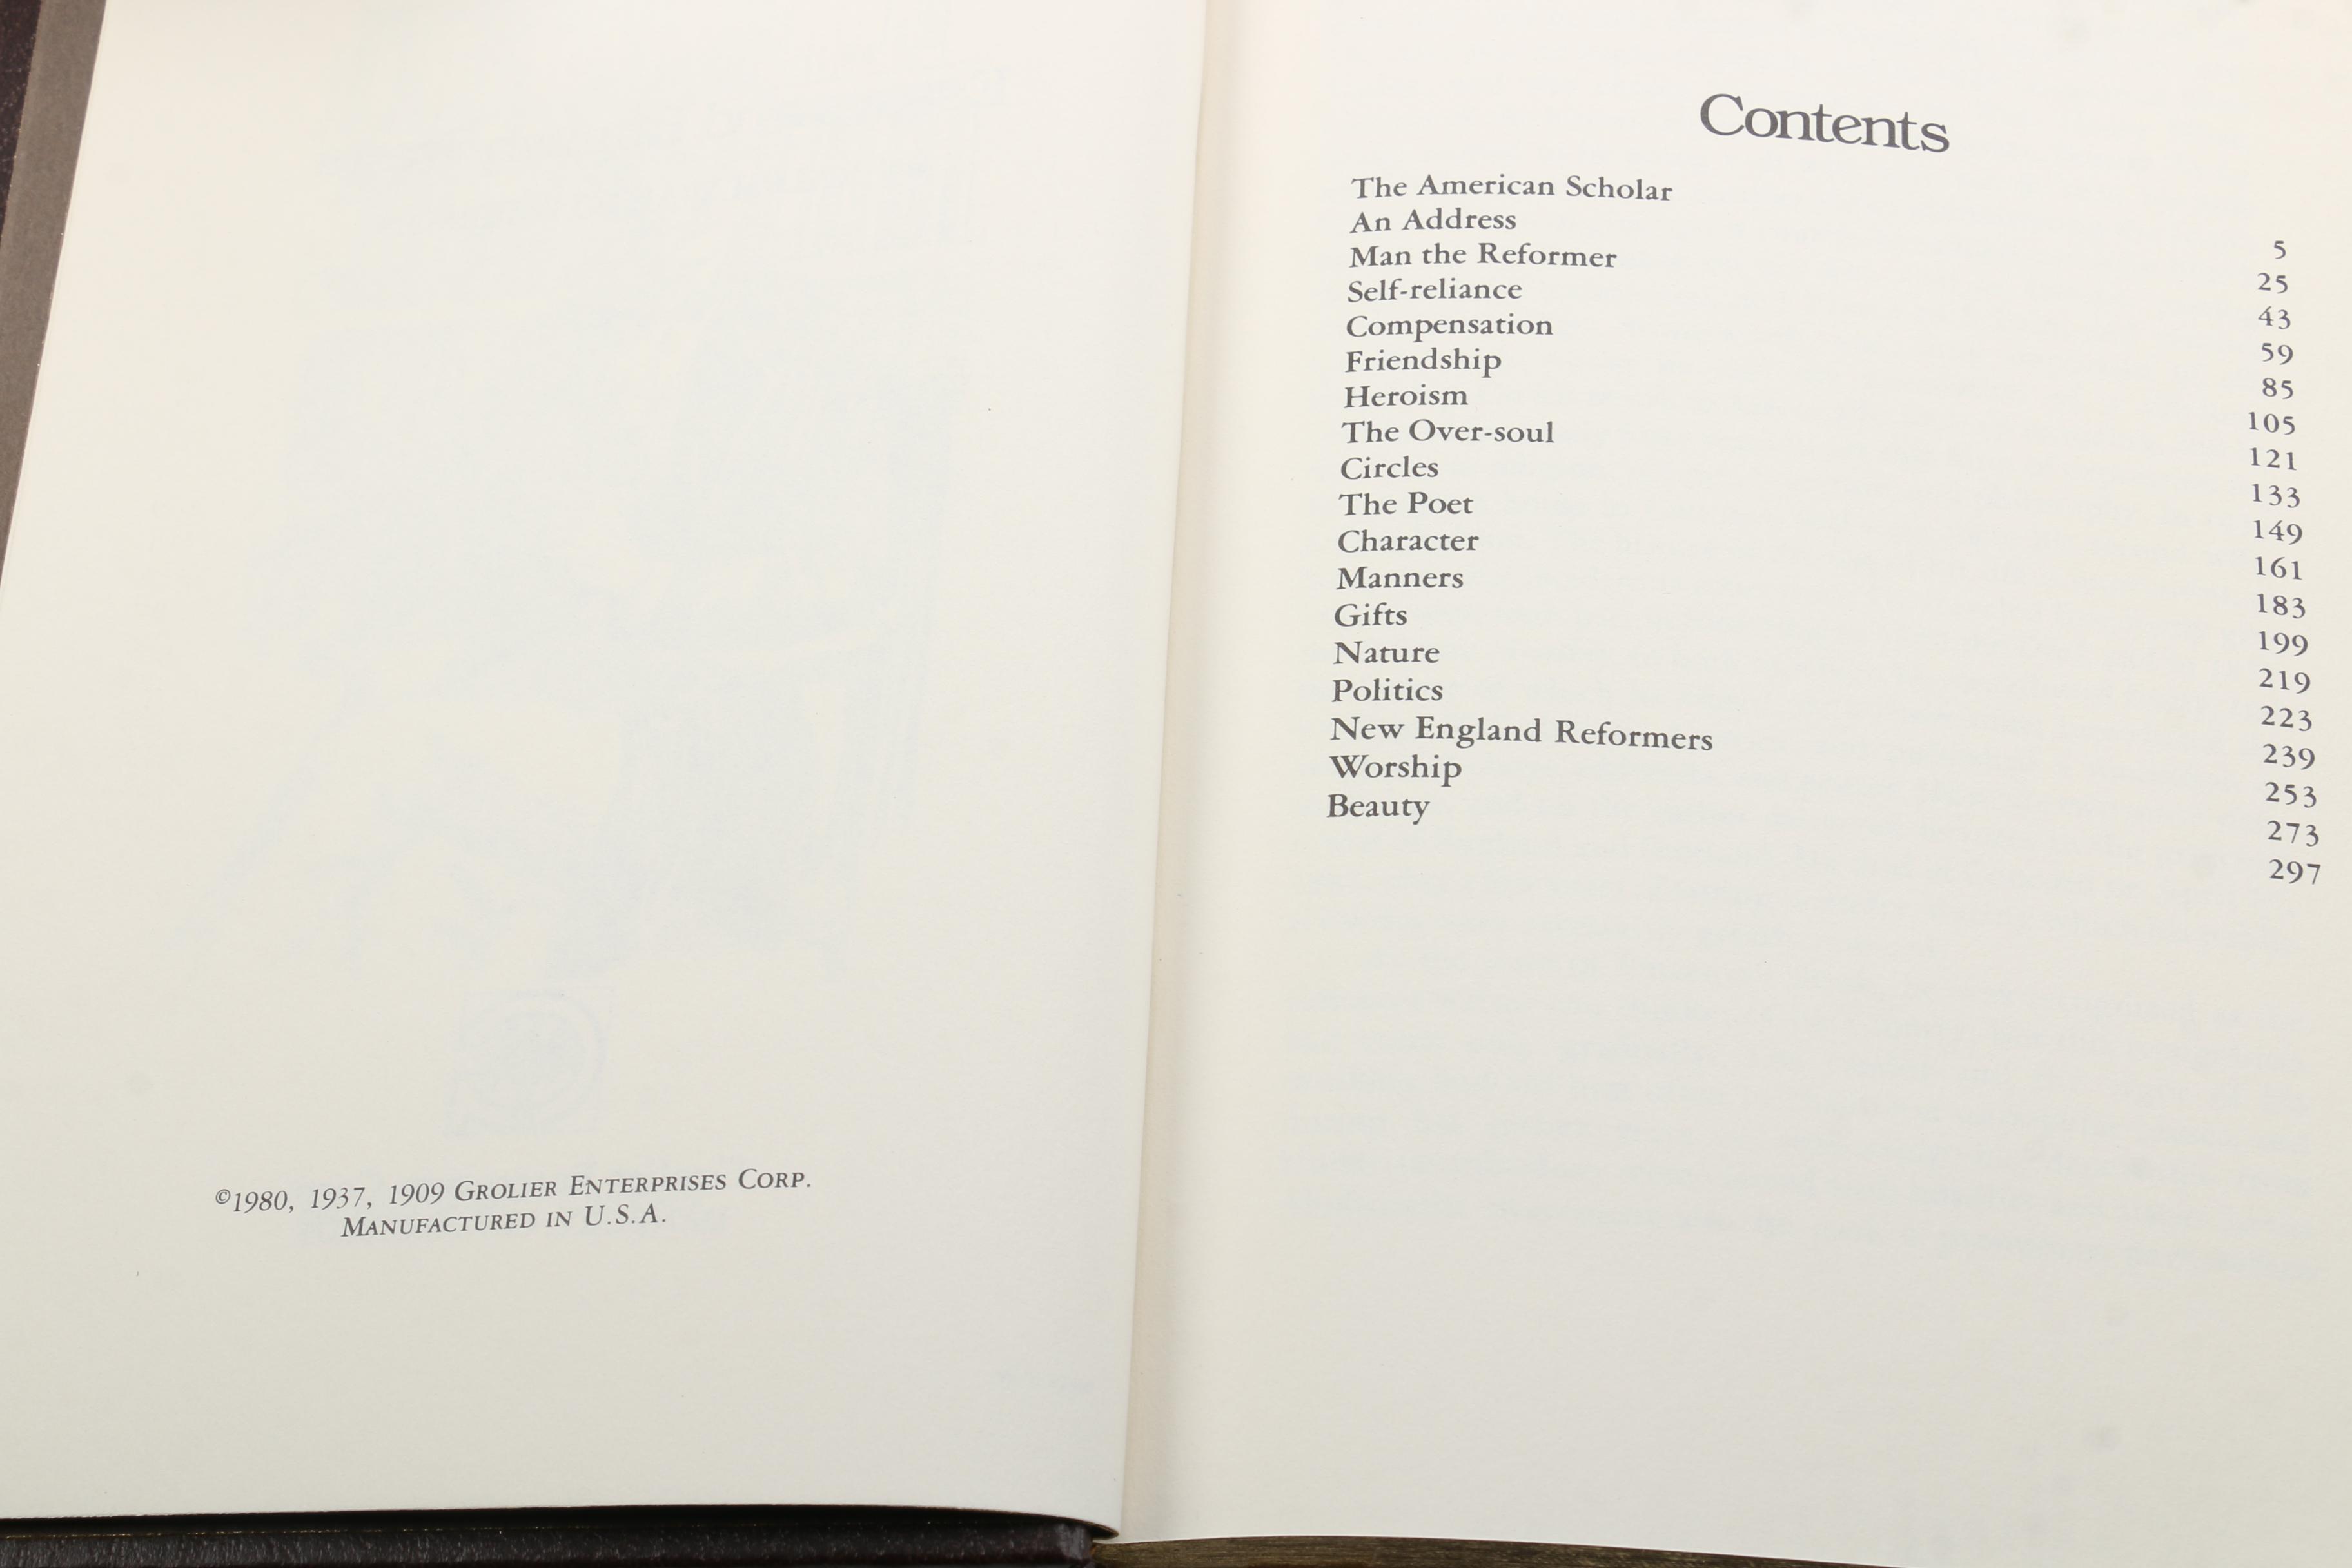 ©1980, 1937, 1909 GROLIER ENTERPRISES CORP.
MANUFACTURED IN U.S.A.
Contents
The American Scholar 5
An Address 25
Man the Reformer 43
Self-reliance 59
Compensation 85
Friendship 105
Heroism 121
The Over-soul 133
Circles 149
The Poet 161
Character 183
Manners 199
Gifts 219
Nature 223
Politics 239
New England Reformers 253
Worship 273
Beauty 297